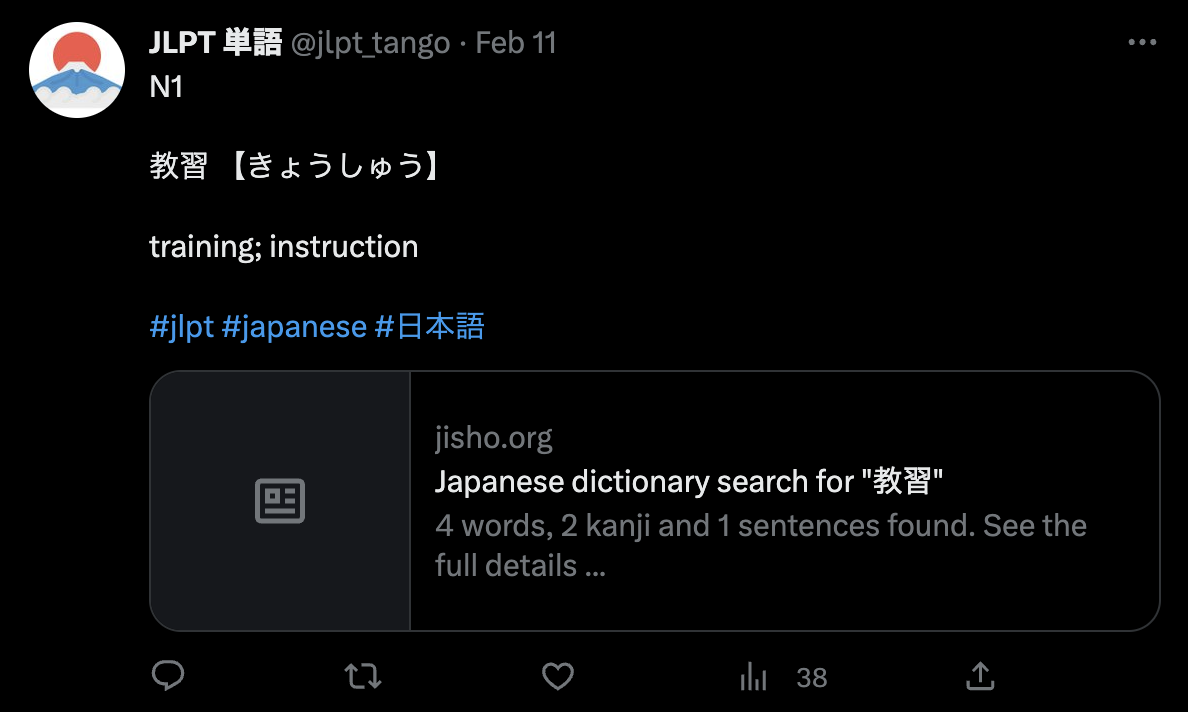 JLPT 単語 @jlpt_tango · Feb 11
N1
教習 【きょうしゅう】
training; instruction
#jlpt #japanese #日本語
jisho.org
Japanese dictionary search for "教習"
4 words, 2 kanji and 1 sentences found. See the
full details ...
38